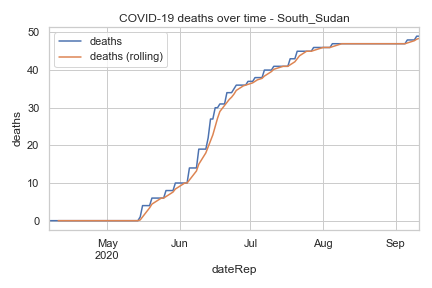 COVID-19 deaths over time - South_Sudan
deaths
deaths (rolling)
50
40
30
20
10
0
deaths
May
2020
Jun
Jul
Aug
Sep
dateRep